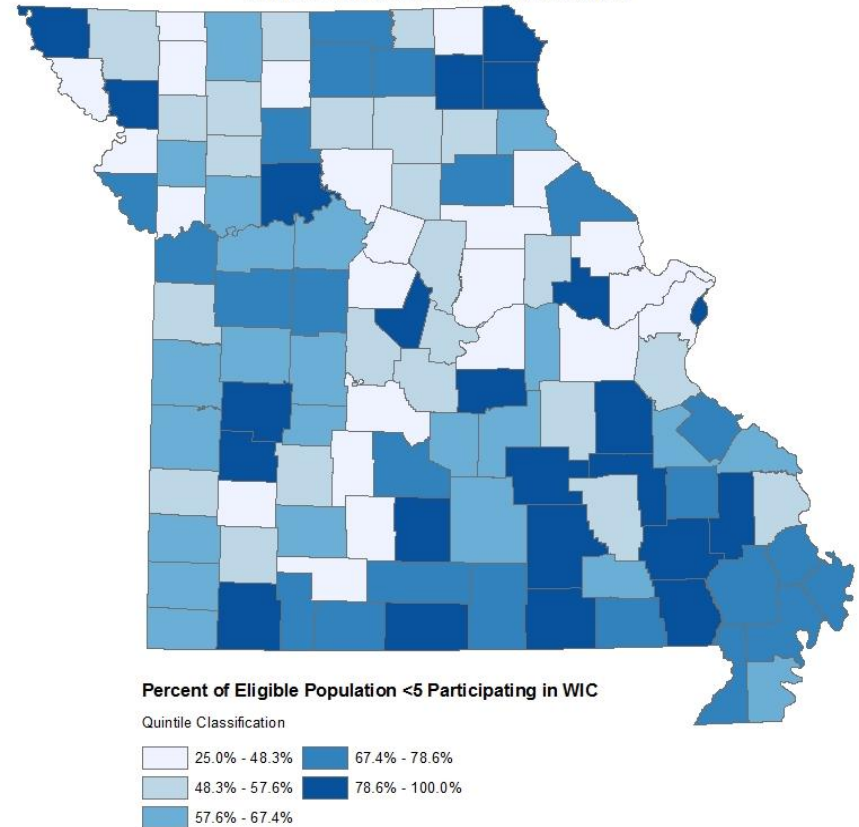 Percent of Eligible Population <5 Participating in WIC
Quintile Classification
25.0% - 48.3%
48.3% - 57.6%
57.6% - 67.4%
67.4% - 78.6%
78.6% - 100.0%